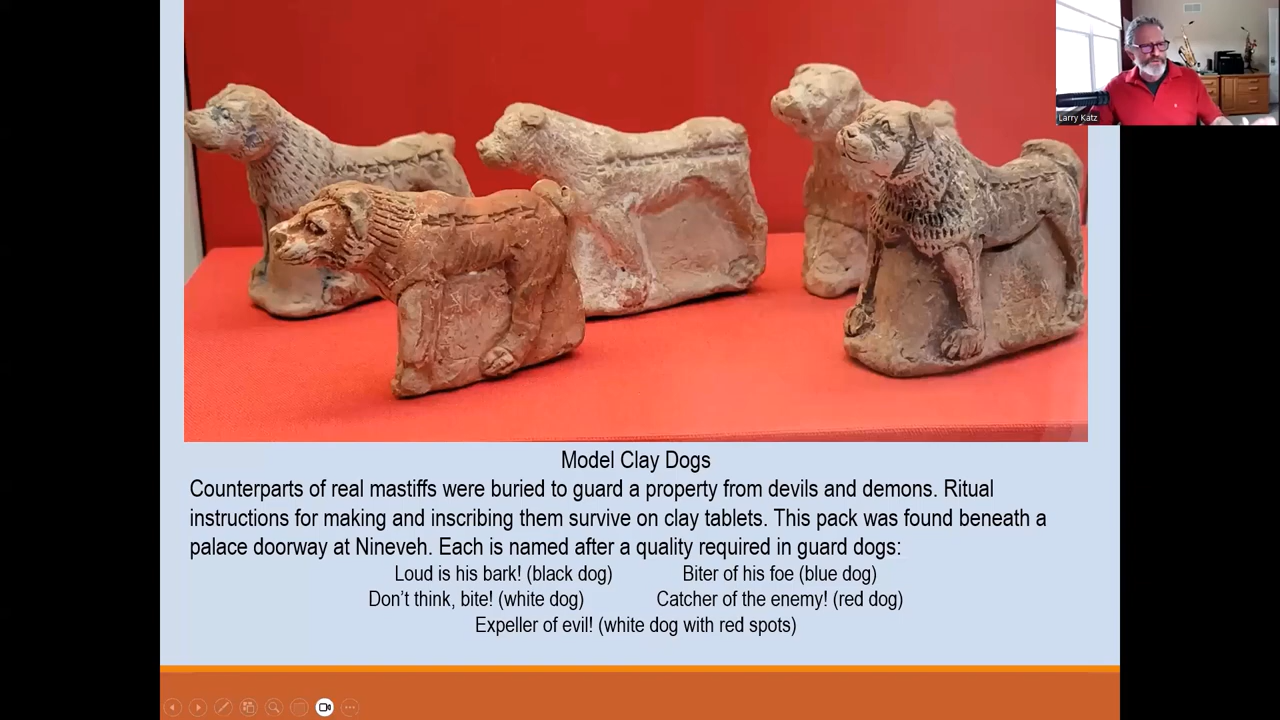 Larry Katz
Model Clay Dogs
Counterparts of real mastiffs were buried to guard a property from devils and demons. Ritual
instructions for making and inscribing them survive on clay tablets. This pack was found beneath a
palace doorway at Nineveh. Each is named after a quality required in guard dogs:
Loud is his bark! (black dog) Biter of his foe (blue dog)
Don’t think, bite! (white dog) Catcher of the enemy! (red dog)
Expeller of evil! (white dog with red spots)